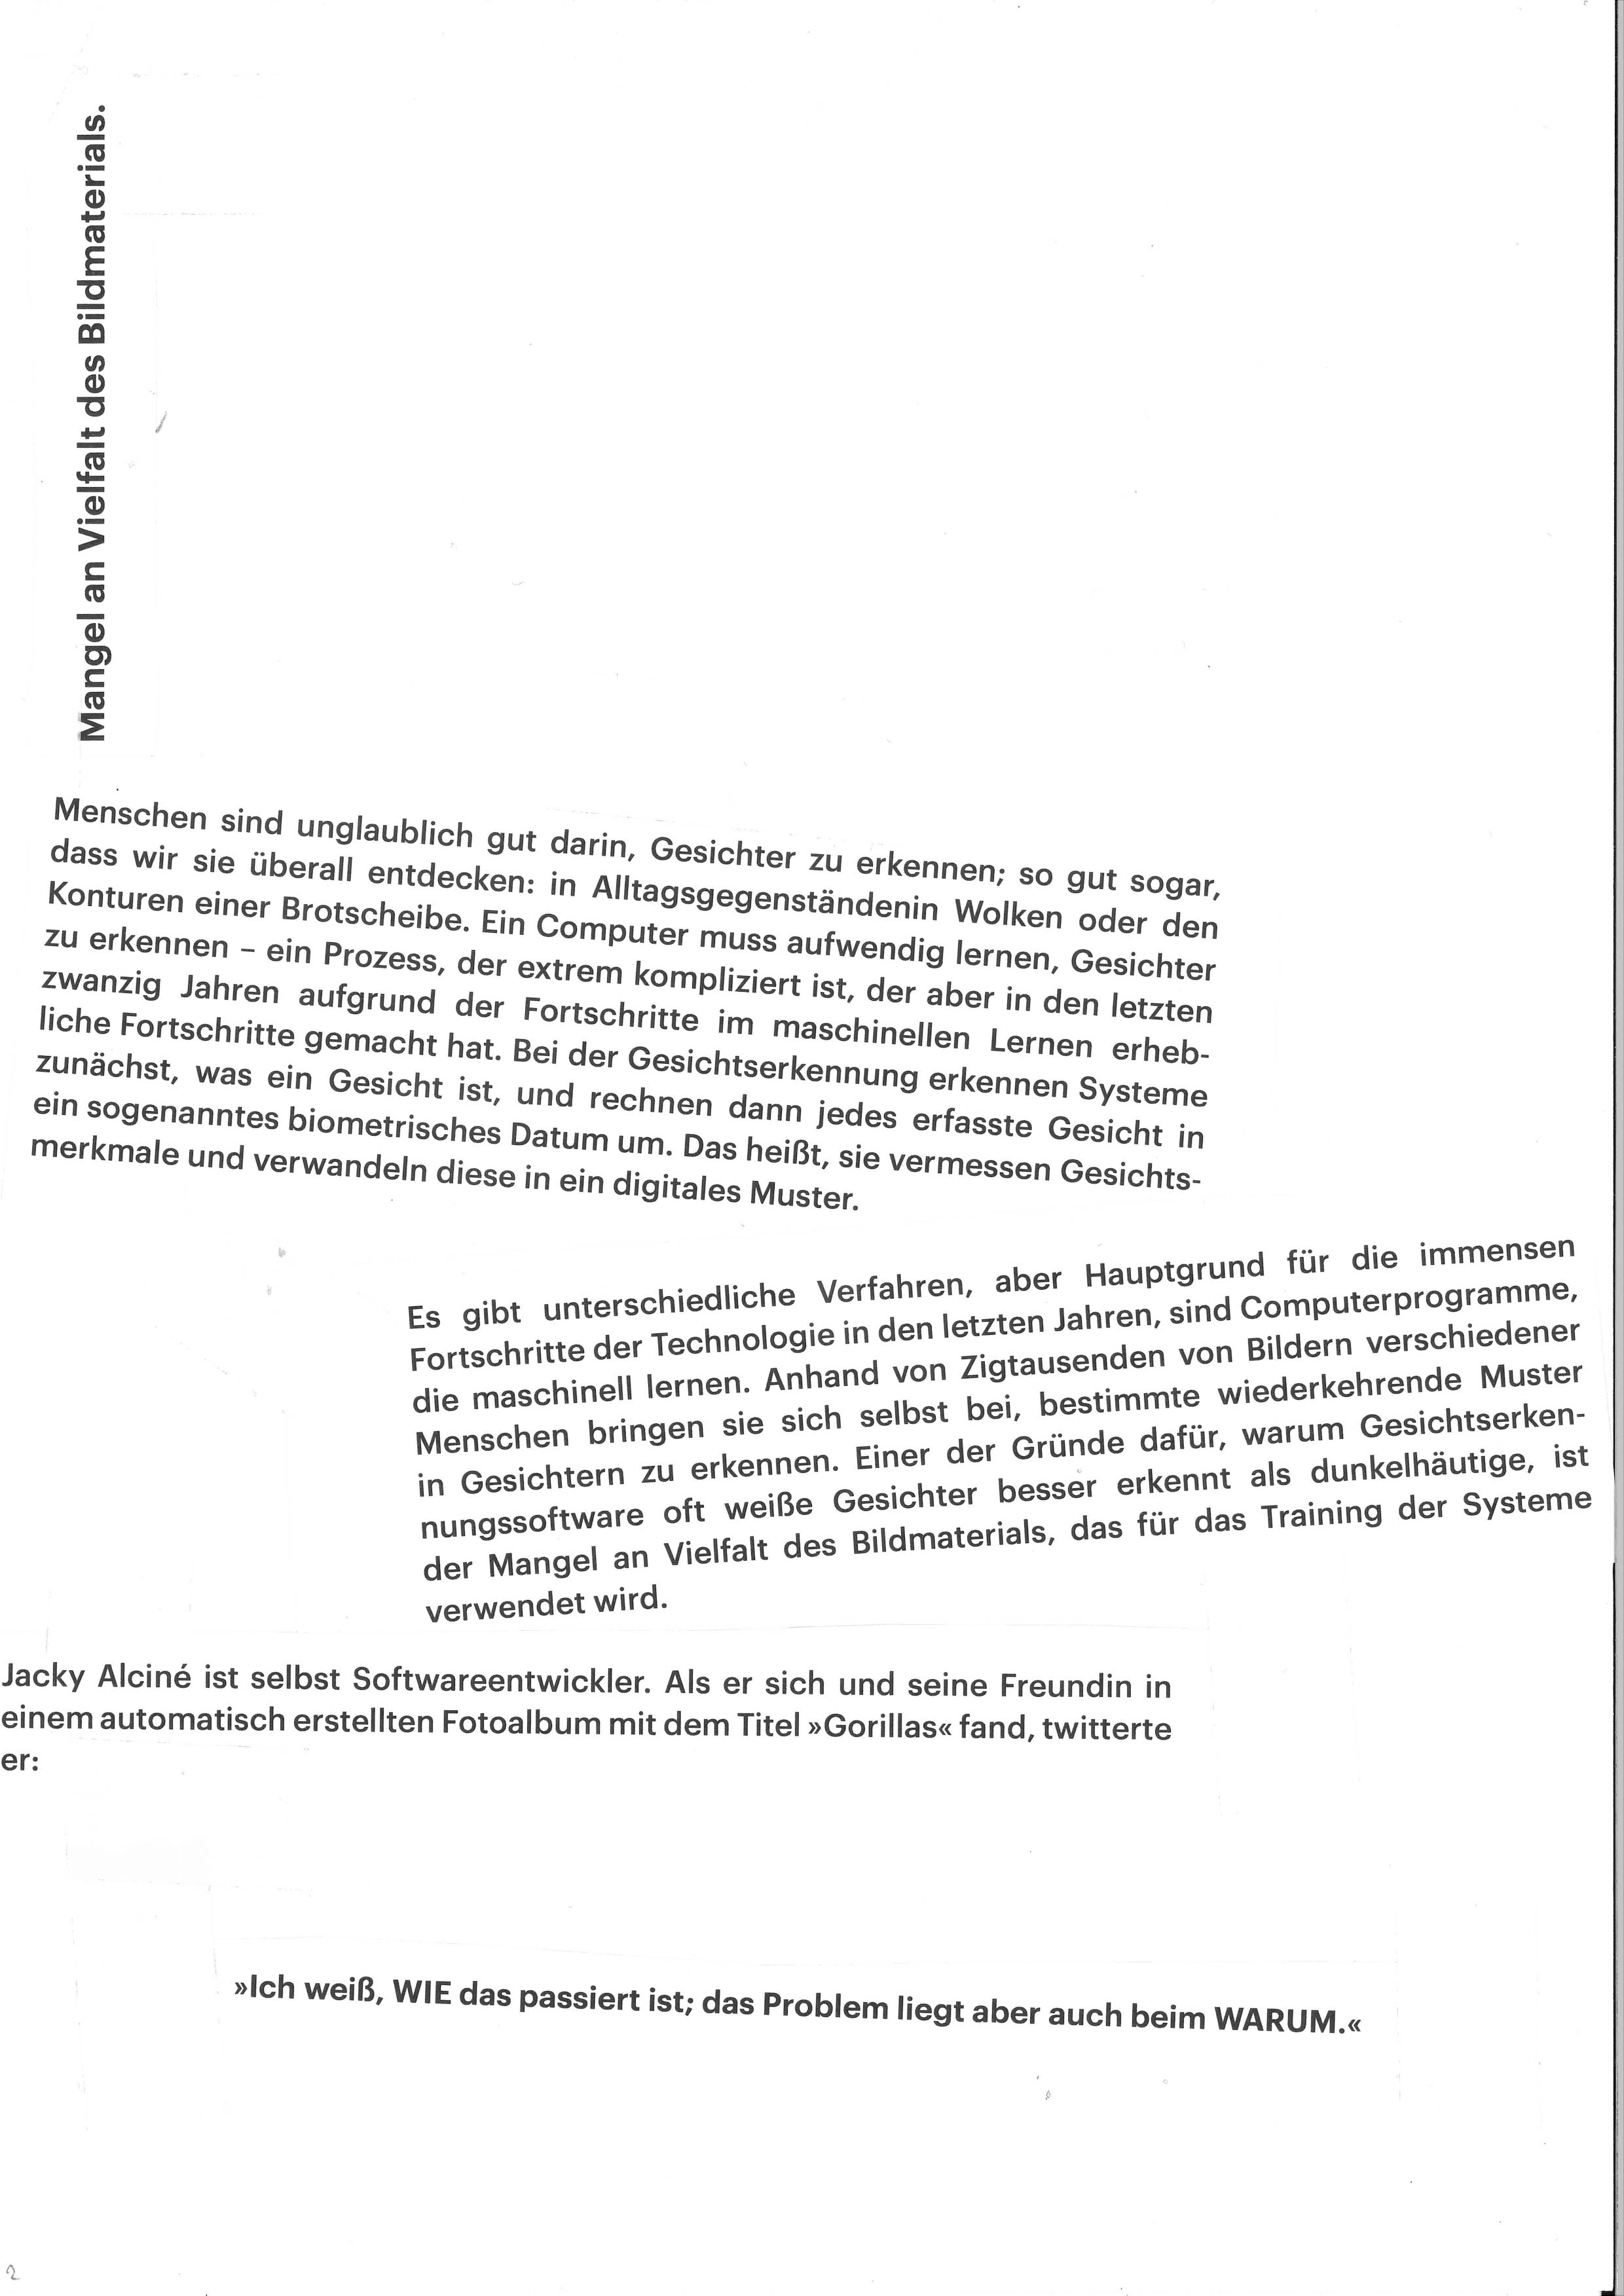 Mangel an Vielfalt des Bildmaterials.
Menschen sind unglaublich gut darin, Gesichter zu erkennen; so gut sogar,
dass wir sie überall entdecken: in Alltagsgegenständenin Wolken oder den
Konturen einer Brotscheibe. Ein Computer muss aufwendig lernen, Gesichter
zu erkennen – ein Prozess, der extrem kompliziert ist, der aber in den letzten
zwanzig Jahren aufgrund der Fortschritte im maschinellen Lernen erheb-
liche Fortschritte gemacht hat. Bei der Gesichtserkennung erkennen Systeme
zunächst, was ein Gesicht ist, und rechnen dann jedes erfasste Gesicht in
ein sogenanntes biometrisches Datum um. Das heißt, sie vermessen Gesichts-
merkmale und verwandeln diese in ein digitales Muster.
Es gibt unterschiedliche Verfahren, aber Hauptgrund für die immensen
Fortschritte der Technologie in den letzten Jahren, sind Computerprogramme,
die maschinell lernen. Anhand von Zigtausenden von Bildern verschiedener
Menschen bringen sie sich selbst bei, bestimmte wiederkehrende Muster
in Gesichtern zu erkennen. Einer der Gründe dafür, warum Gesichtserken-
nungssoftware oft weiße Gesichter besser erkennt als dunkelhäutige, ist
der Mangel an Vielfalt des Bildmaterials, das für das Training der Systeme
verwendet wird.
Jacky Alciné ist selbst Softwareentwickler. Als er sich und seine Freundin in
einem automatisch erstellten Fotoalbum mit dem Titel »Gorillas« fand, twitterte
er:
»Ich weiß, WIE das passiert ist; das Problem liegt aber auch beim WARUM.«
2